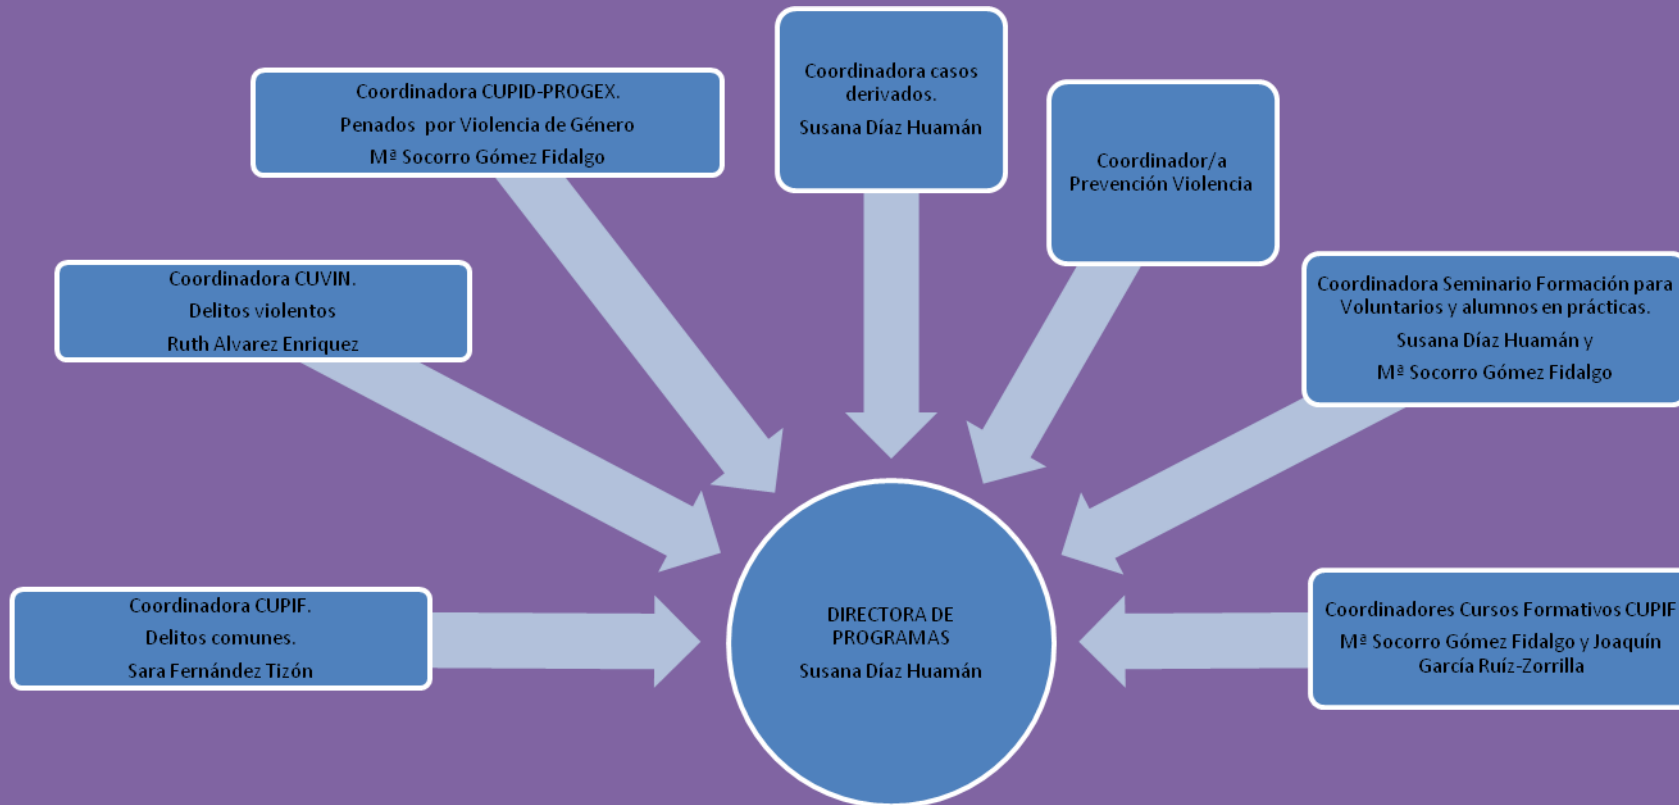 Coordinadora casos
derivados.
Susana Díaz Huamán
Coordinadora CUPID-PROGEX.
Penados por Violencia de Género
Mª Socorro Gómez Fidalgo
Coordinador/a
Prevención Violencia
Coordinadora CUVIN.
Delitos violentos
Ruth Alvarez Enriquez
Coordinadora Seminario Formación para
Voluntarios y alumnos en prácticas.
Susana Díaz Huamán y
Mª Socorro Gómez Fidalgo
Coordinadora CUPIF.
Delitos comunes.
Sara Fernández Tizón
DIRECTORA DE
PROGRAMAS
Susana Díaz Huamán
Coordinadores Cursos Formativos CUPIF
Mª Socorro Gómez Fidalgo y Joaquín
García Ruíz-Zorrilla